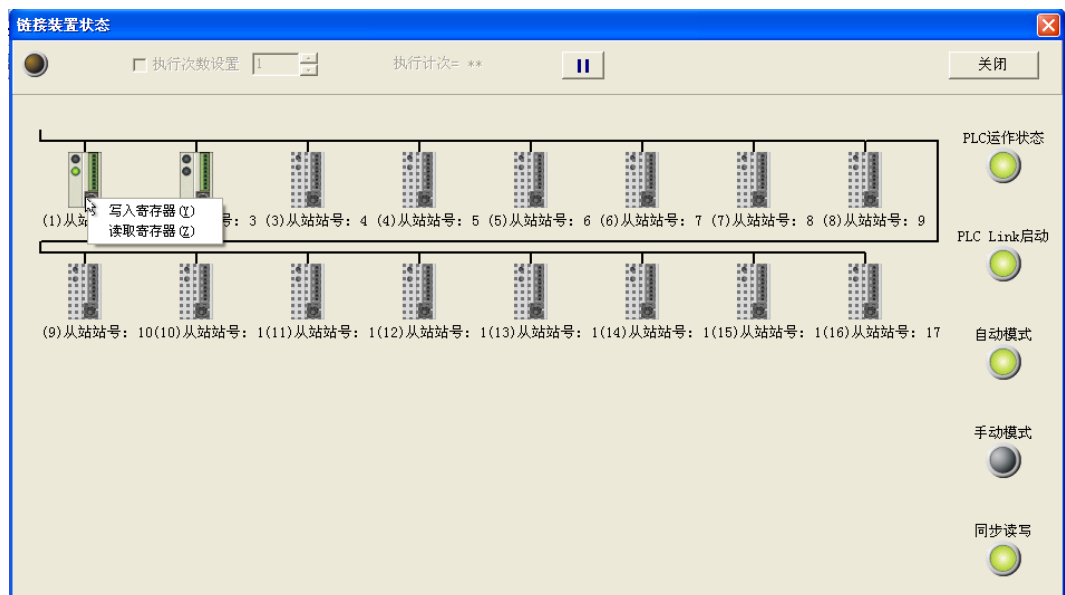 链接装置状态
执行次数设置 1 执行计次= ** 关闭
PLC运作状态
写入寄存器(Y)
读取寄存器(Z)
(1)从站 号: 3 (3)从站站号: 4 (4)从站站号: 5 (5)从站站号: 6 (6)从站站号: 7 (7)从站站号: 8 (8)从站站号: 9
PLC Link启动
(9)从站站号: 10(10)从站站号: 1(11)从站站号: 1(12)从站站号: 1(13)从站站号: 1(14)从站站号: 1(15)从站站号: 1(16)从站站号: 17
自动模式
手动模式
同步读写